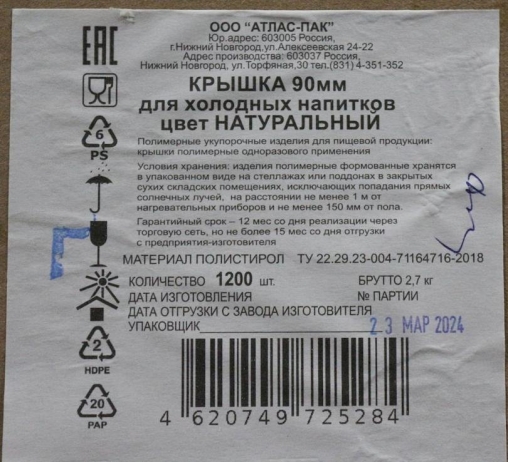 ООО "АТЛАС-ПАК"
Юр.адрес: 603005 Россия,
г.Нижний Новгород,ул.Алексеевская 24-22
Адрес производства: 603037 Россия,
Нижний Новгород, ул.Торфяная,30 тел.(831) 4-351-352
EAC
КРЫШКА 90мм
для холодных напитков
цвет НАТУРАЛЬНЫЙ
6
PS
Полимерные укупорочные изделия для пищевой продукции:
крышки полимерные одноразового применения
Условия хранения: изделия полимерные формованные хранятся
в упакованном виде на стеллажах или поддонах в закрытых
сухих складских помещениях, исключающих попадания прямых
солнечных лучей, на расстоянии не менее 1 м от
нагревательных приборов и не менее 150 мм от пола.
Гарантийный срок – 12 мес со дня реализации через
торговую сеть, но не более 15 мес со дня отгрузки
с предприятия-изготовителя
МАТЕРИАЛ ПОЛИСТИРОЛ ТУ 22.29.23-004-71164716-2018
КОЛИЧЕСТВО 1200 шт. БРУТТО 2,7 кг
ДАТА ИЗГОТОВЛЕНИЯ № ПАРТИИ
ДАТА ОТГРУЗКИ С ЗАВОДА ИЗГОТОВИТЕЛЯ
УПАКОВЩИК 23 МАР 2024
2
HDPE
20
PAP
4 620749 725284